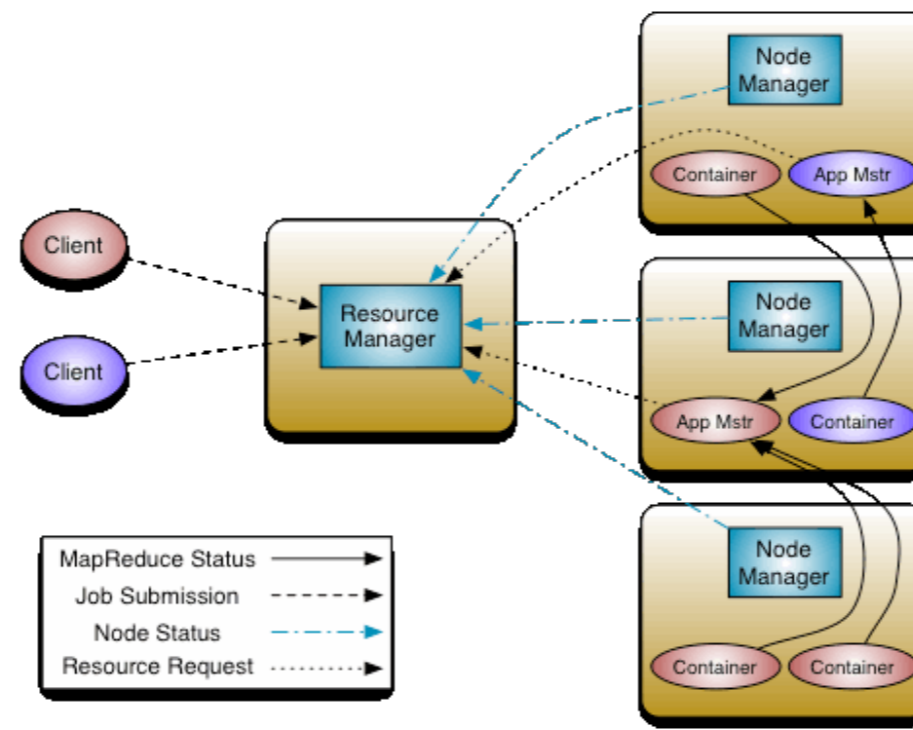 Node
Manager
Container
App Mstr
Client
Client
Resource
Manager
Node
Manager
App Mstr
Container
Node
Manager
Container
Container
MapReduce Status
Job Submission
Node Status
Resource Request